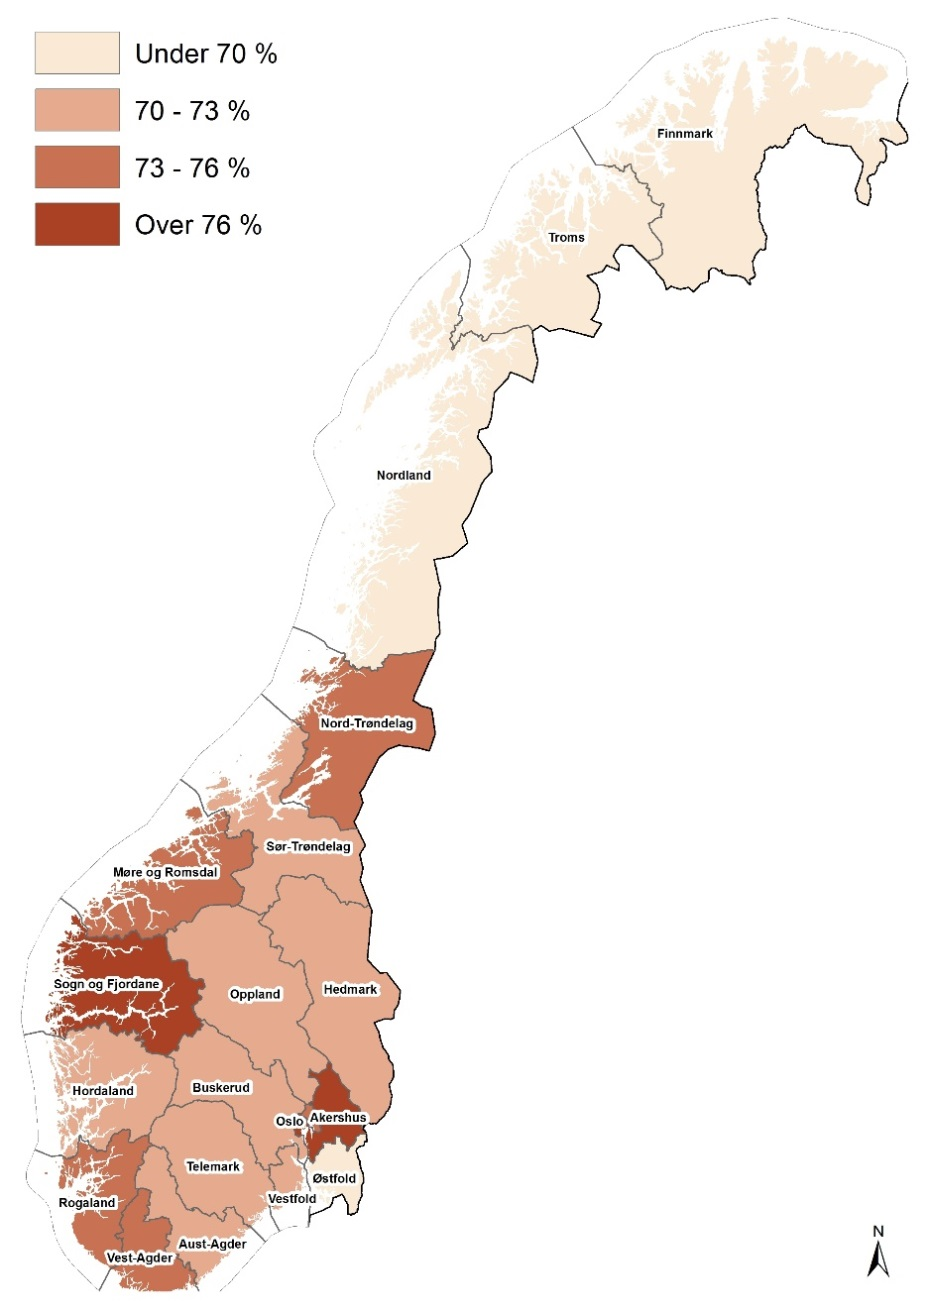 Under 70 %
70 - 73 %
73 - 76 %
Over 76 %
Finnmark
Troms
Nordland
Nord-Trøndelag
Sør-Trøndelag
Møre og Romsdal
Sogn og Fjordane
Oppland
Hedmark
Hordaland
Buskerud
Oslo
Akershus
Telemark
Østfold
Rogaland
Vestfold
Aust-Agder
Vest-Agder
N